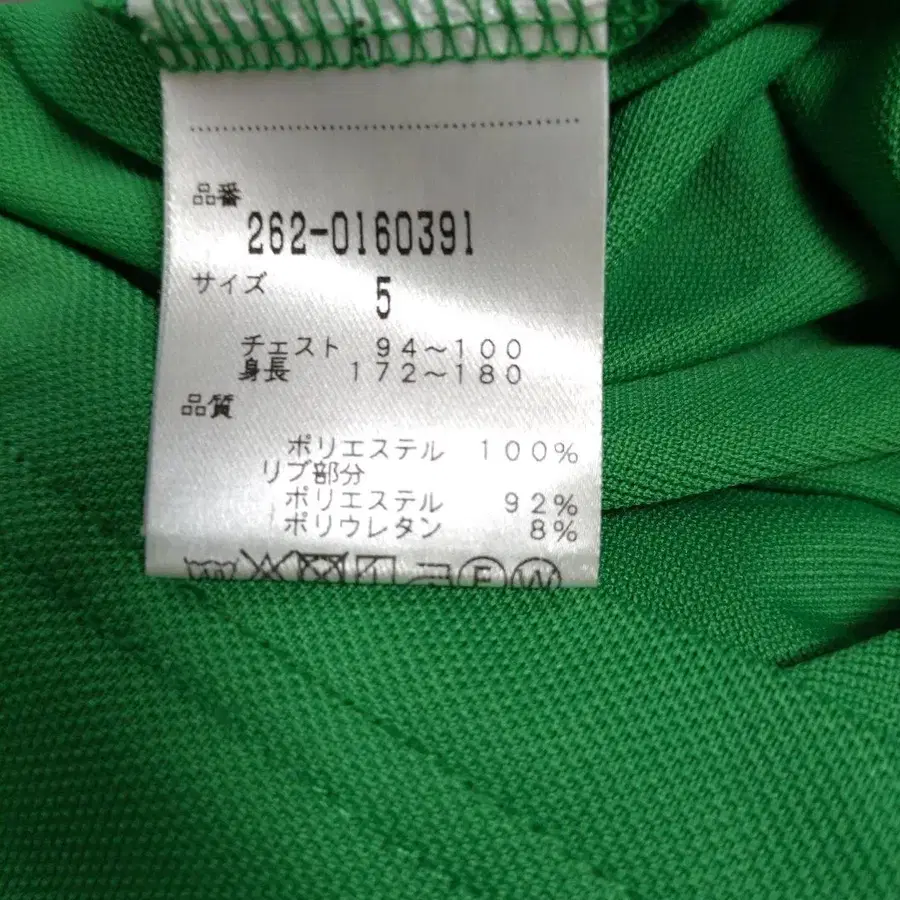 品番
262-0160391
サイズ
5
チェスト 94~100
身長 172~180
品質
ポリエステル 100%
リブ部分
ポリエステル 92%
ポリウレタン 8%
F W